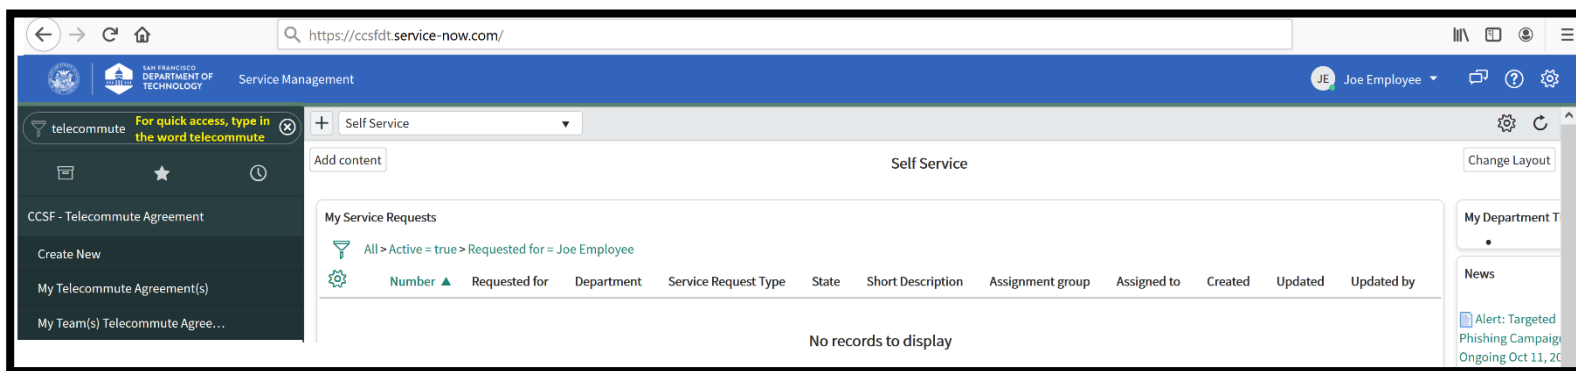 https://ccsfdt.service-now.com/
SAN FRANCISCO
DEPARTMENT OF
TECHNOLOGY
Service Management
JE Joe Employee
telecommute
For quick access, type in
the word telecommute
Self Service
Add content
Self Service
Change Layout
CCSF - Telecommute Agreement
Create New
My Telecommute Agreement(s)
My Team(s) Telecommute Agree...
My Service Requests
All > Active = true > Requested for = Joe Employee
Number ▲ Requested for Department Service Request Type State Short Description Assignment group Assigned to Created Updated Updated by
No records to display
My Department T
News
Alert: Targeted
Phishing Campaig
Ongoing Oct 11, 20